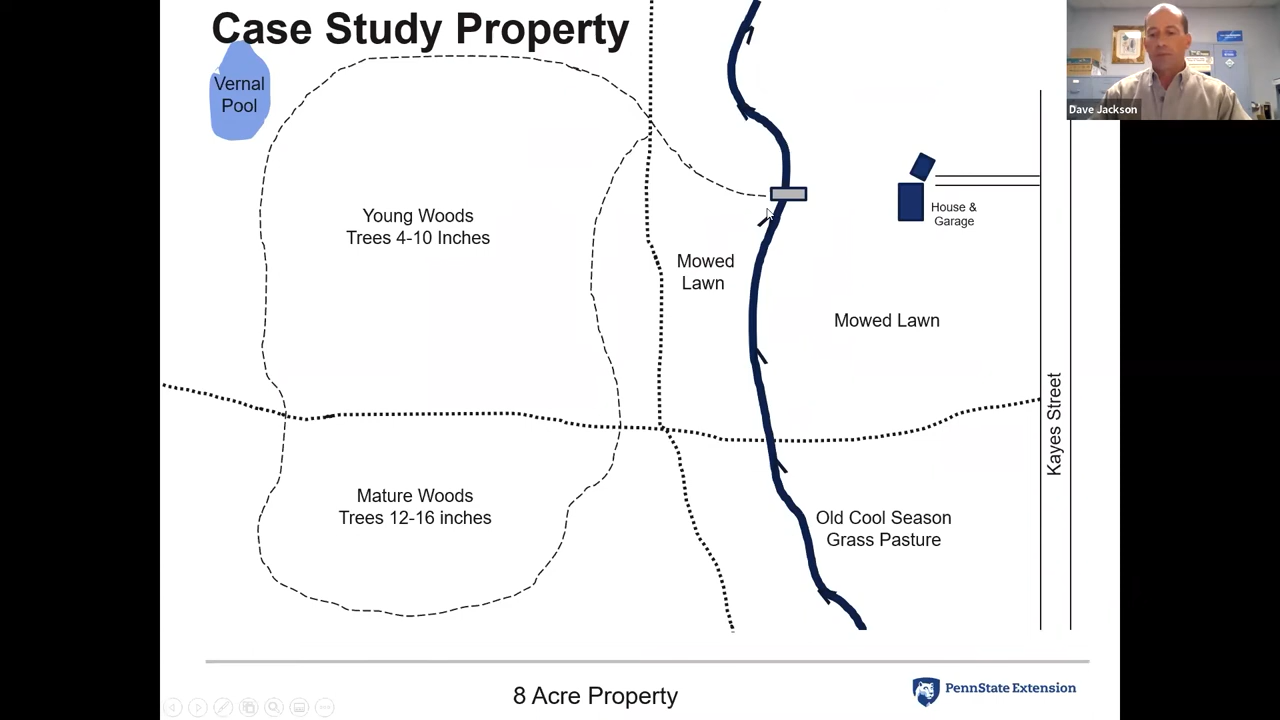 Case Study Property
Vernal
Pool
Dave Jackson
Young Woods
Trees 4-10 Inches
House &
Garage
Mowed
Lawn
Mowed Lawn
Kayes Street
Mature Woods
Trees 12-16 inches
Old Cool Season
Grass Pasture
8 Acre Property
PennState Extension